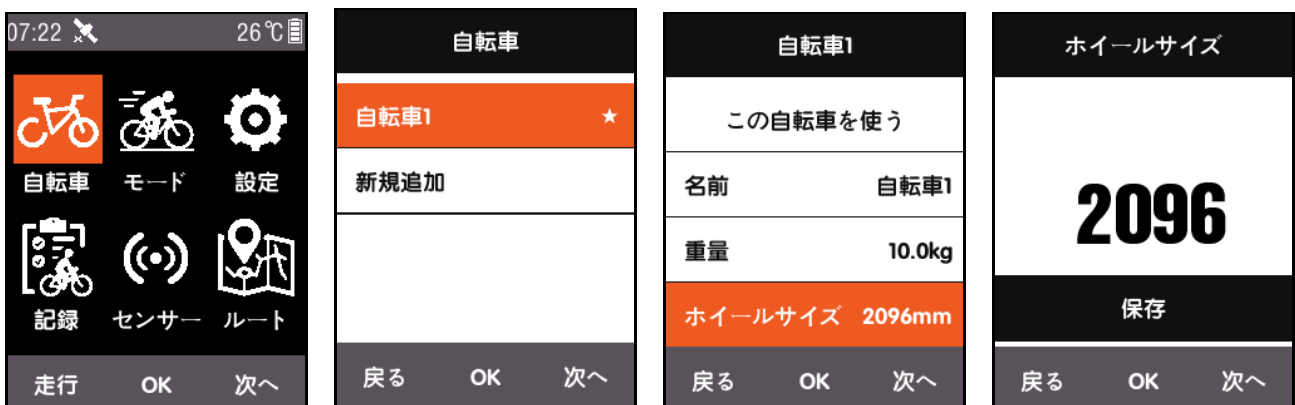 07:22 26℃
自転車 モード 設定
記録 センサー ルート
走行 OK 次へ
自転車
自転車1 ★
新規追加
戻る OK 次へ
自転車1
この自転車を使う
名前 自転車1
重量 10.0kg
ホイールサイズ 2096mm
戻る OK 次へ
ホイールサイズ
2096
保存
戻る OK 次へ